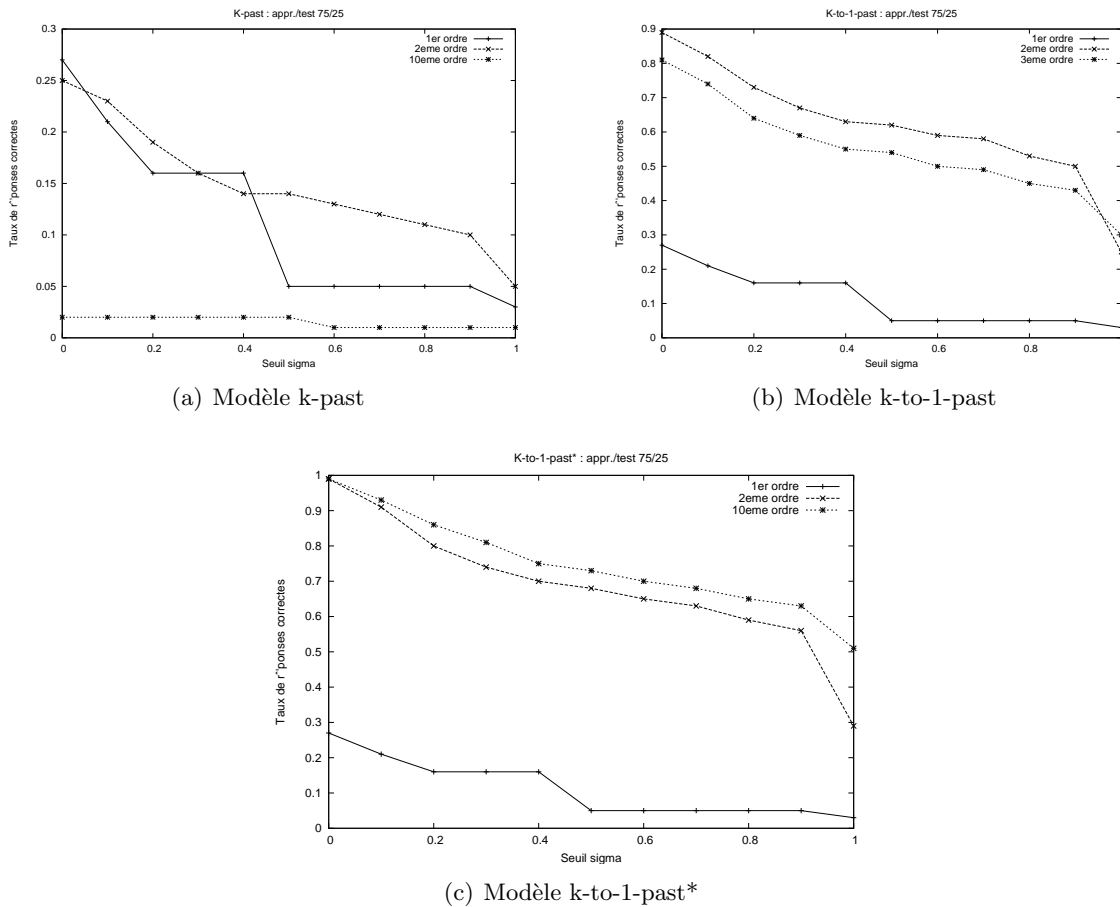 K-past : appr./test 75/25
1er ordre
2eme ordre
10eme ordre
Taux de r˜ponses correctes
0.3
0.25
0.2
0.15
0.1
0.05
0
0 0.2 0.4 0.6 0.8 1
Seuil sigma
(a) Modèle k-past
K-to-1-past : appr./test 75/25
1er ordre
2eme ordre
3eme ordre
Taux de r˜ponses correctes
0.9
0.8
0.7
0.6
0.5
0.4
0.3
0.2
0.1
0
0 0.2 0.4 0.6 0.8 1
Seuil sigma
(b) Modèle k-to-1-past
K-to-1-past* : appr./test 75/25
1er ordre
2eme ordre
10eme ordre
Taux de r˜ponses correctes
1
0.9
0.8
0.7
0.6
0.5
0.4
0.3
0.2
0.1
0
0 0.2 0.4 0.6 0.8 1
Seuil sigma
(c) Modèle k-to-1-past*